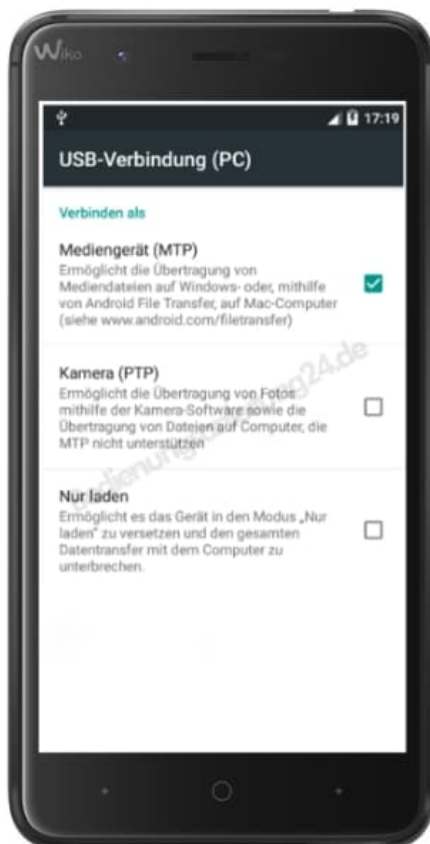 Wiko
17:19
USB-Verbindung (PC)
Verbinden als
Mediengerät (MTP)
Ermöglicht die Übertragung von
Mediendateien auf Windows- oder, mithilfe
von Android File Transfer, auf Mac-Computer
(siehe www.android.com/filetransfer)
Kamera (PTP)
Ermöglicht die Übertragung von Fotos
mithilfe der Kamera-Software sowie die
Übertragung von Dateien auf Computer, die
MTP nicht unterstützen
Bedienungsanleitung24.de
Nur laden
Ermöglicht es das Gerät in den Modus „Nur
laden“ zu versetzen und den gesamten
Datentransfer mit dem Computer zu
unterbrechen.